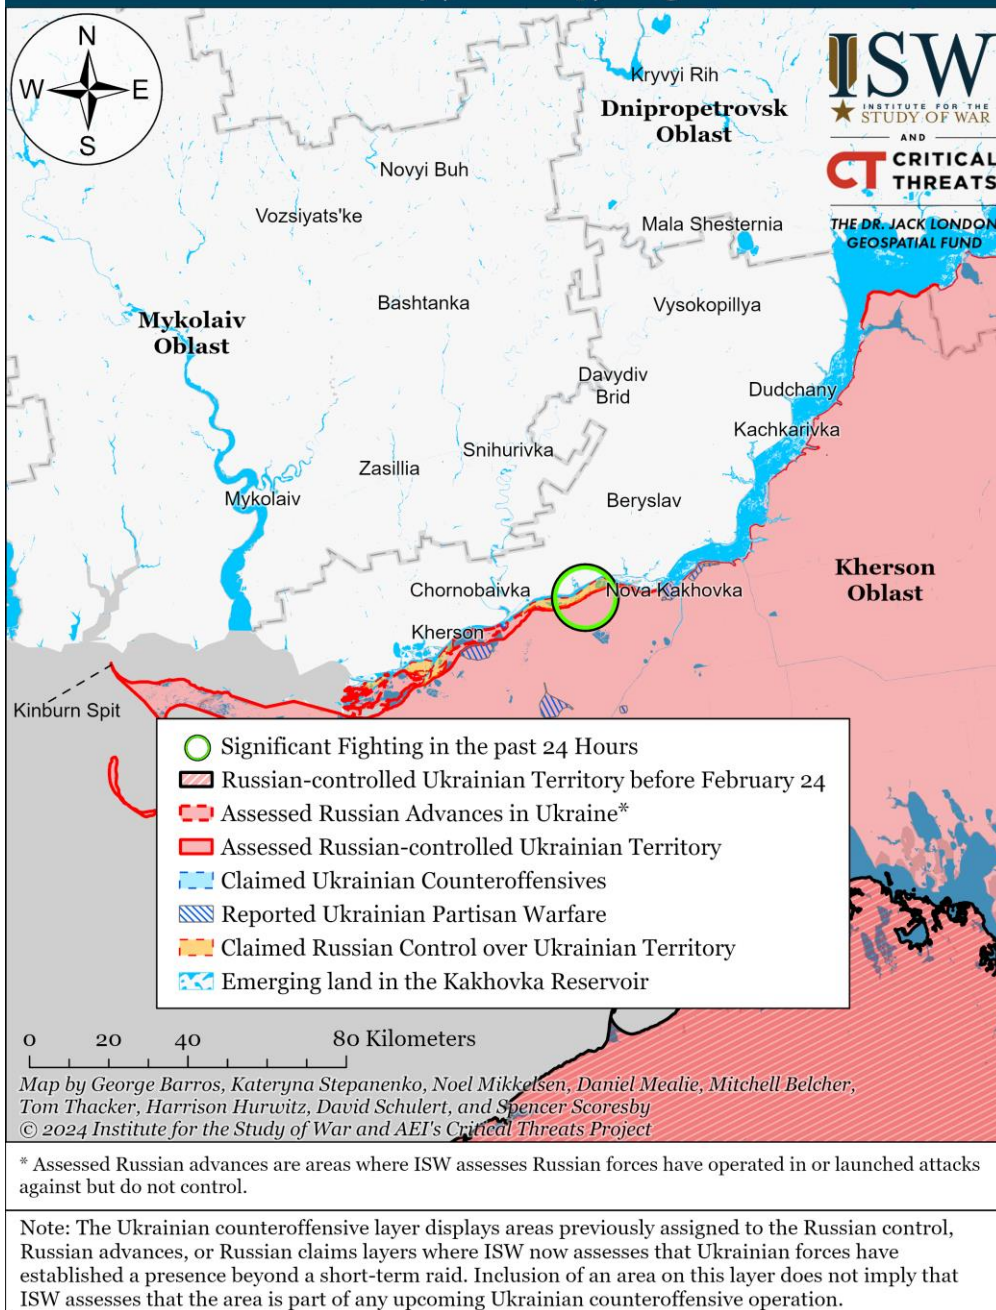 N
W
E
S
ISW
INSTITUTE FOR THE
STUDY OF WAR
AND
CT CRITICAL
THREATS
THE DR. JACK LONDON
GEOSPATIAL FUND
Kryvyi Rih
Dnipropetrovsk
Oblast
Novyi Buh
Vozsiyats'ke
Mala Shesternia
Bashtanka
Vysokopillya
Mykolaiv
Oblast
Davydiv
Brid
Dudchany
Kachkarivka
Snihurivka
Zasillia
Mykolaiv
Beryslav
Kherson
Oblast
Chornobaivka
Nova Kakhovka
Kherson
Kinburn Spit
Significant Fighting in the past 24 Hours
Russian-controlled Ukrainian Territory before February 24
Assessed Russian Advances in Ukraine*
Assessed Russian-controlled Ukrainian Territory
Claimed Ukrainian Counteroffensives
Reported Ukrainian Partisan Warfare
Claimed Russian Control over Ukrainian Territory
Emerging land in the Kakhovka Reservoir
0 20 40 80 Kilometers
Map by George Barros, Kateryna Stepanenko, Noel Mikkelsen, Daniel Mealie, Mitchell Belcher,
Tom Thacker, Harrison Hurwitz, David Schulert, and Spencer Scoresby
© 2024 Institute for the Study of War and AEI's Critical Threats Project
* Assessed Russian advances are areas where ISW assesses Russian forces have operated in or launched attacks
against but do not control.
Note: The Ukrainian counteroffensive layer displays areas previously assigned to the Russian control,
Russian advances, or Russian claims layers where ISW now assesses that Ukrainian forces have
established a presence beyond a short-term raid. Inclusion of an area on this layer does not imply that
ISW assesses that the area is part of any upcoming Ukrainian counteroffensive operation.